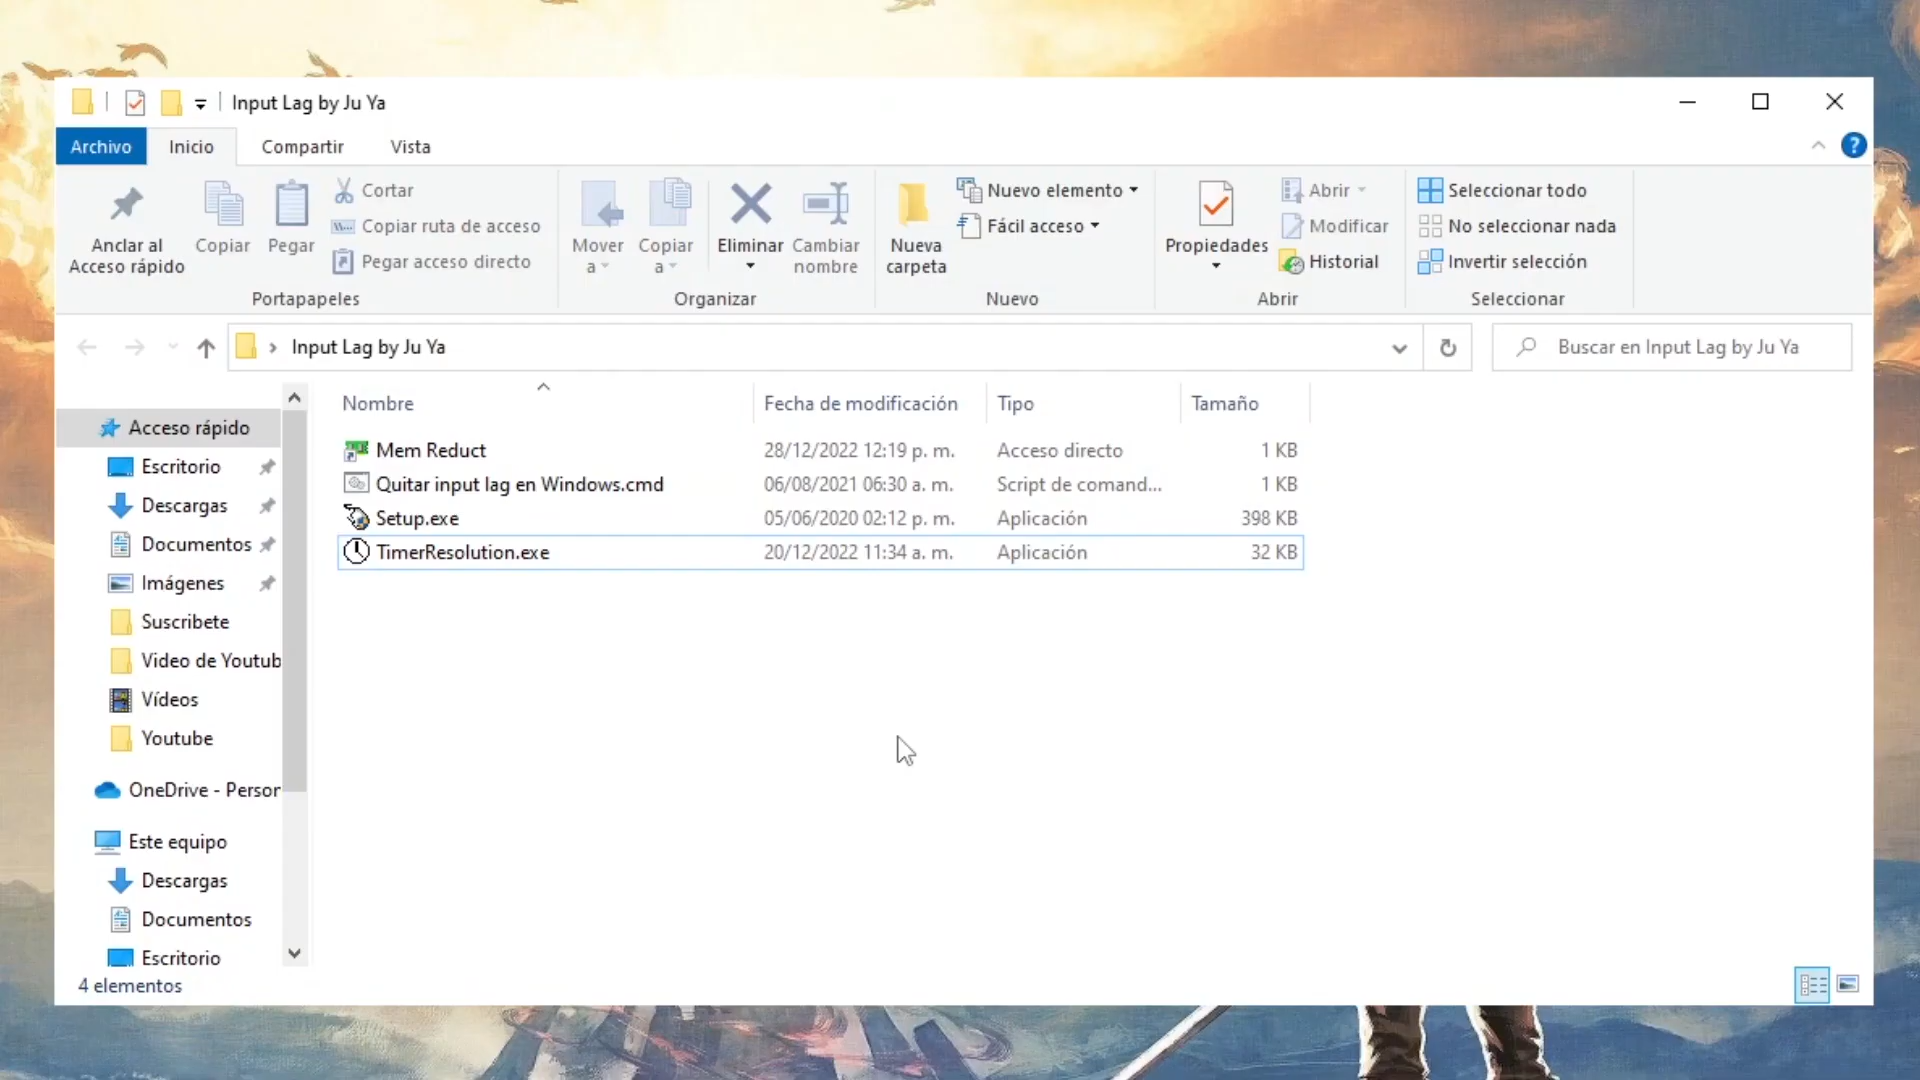 Input Lag by Ju Ya
Archivo Inicio Compartir Vista
Anclar al
Acceso rápido
Copiar
Pegar
Cortar
Copiar ruta de acceso
Pegar acceso directo
Portapapeles
Mover
a
Copiar
a
Eliminar
Cambiar
nombre
Organizar
Nueva
carpeta
Nuevo elemento
Fácil acceso
Nuevo
Propiedades
Abrir
Modificar
Historial
Abrir
Seleccionar todo
No seleccionar nada
Invertir selección
Seleccionar
Input Lag by Ju Ya
Buscar en Input Lag by Ju Ya
Acceso rápido
Escritorio
Descargas
Documentos
Imágenes
Suscribete
Video de Youtub
Vídeos
Youtube
OneDrive - Person
Este equipo
Descargas
Documentos
Escritorio
Nombre Fecha de modificación Tipo Tamaño
Mem Reduct 28/12/2022 12:19 p. m. Acceso directo 1 KB
Quitar input lag en Windows.cmd 06/08/2021 06:30 a. m. Script de comand... 1 KB
Setup.exe 05/06/2020 02:12 p. m. Aplicación 398 KB
TimerResolution.exe 20/12/2022 11:34 a. m. Aplicación 32 KB
4 elementos